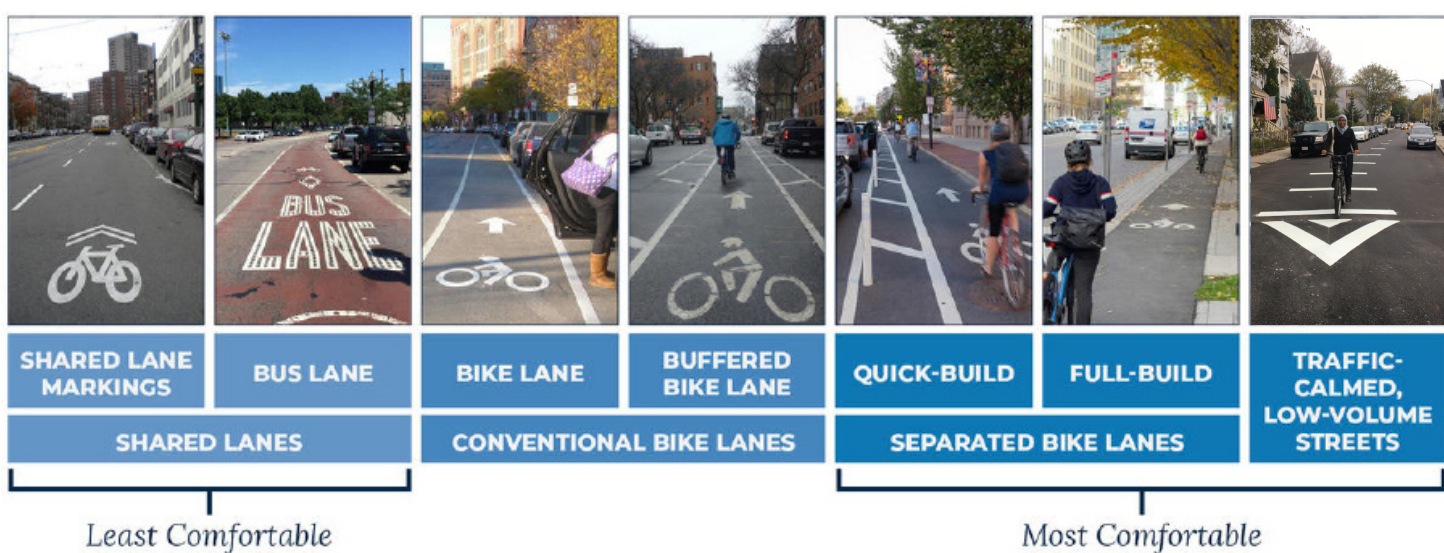 BUS
LANE
SHARED LANE
MARKINGS
BUS LANE
BIKE LANE
BUFFERED
BIKE LANE
QUICK-BUILD
FULL-BUILD
TRAFFIC-
CALMED,
LOW-VOLUME
STREETS
SHARED LANES
CONVENTIONAL BIKE LANES
SEPARATED BIKE LANES
Least Comfortable
Most Comfortable